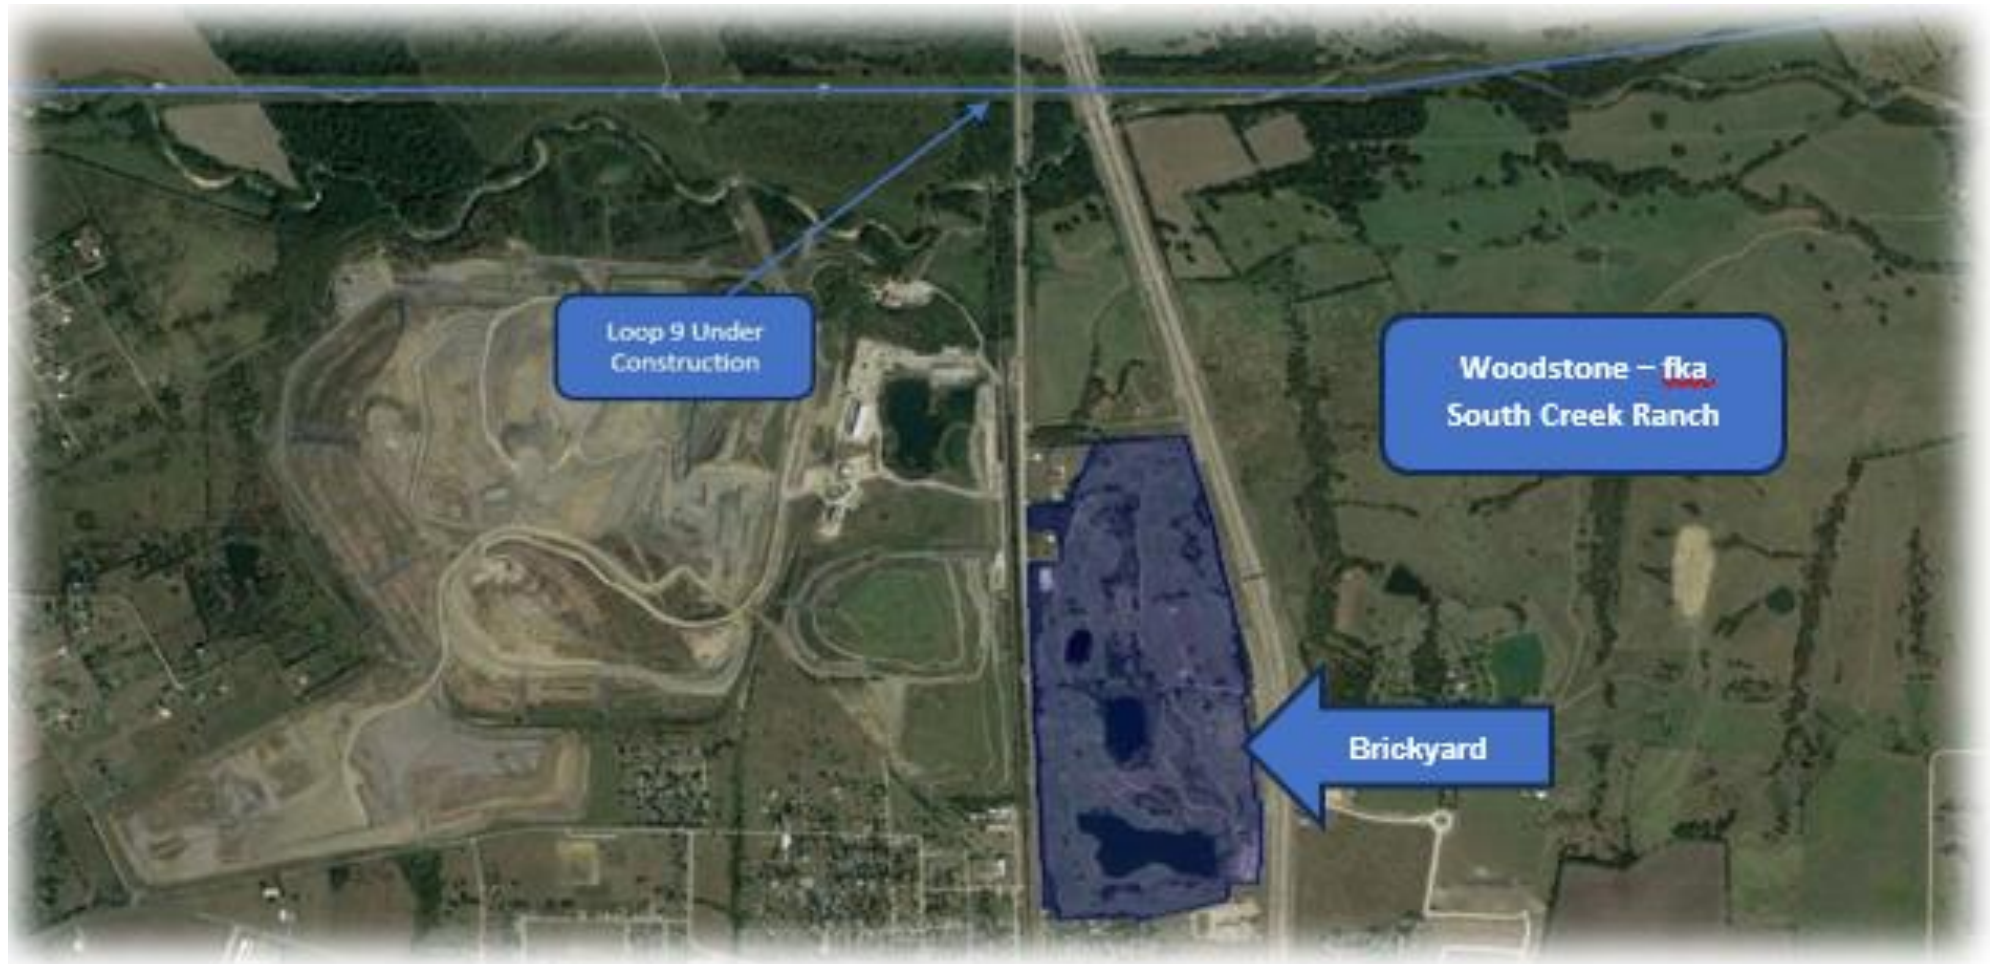 Loop 9 Under
Construction
Woodstone – fka
South Creek Ranch
Brickyard